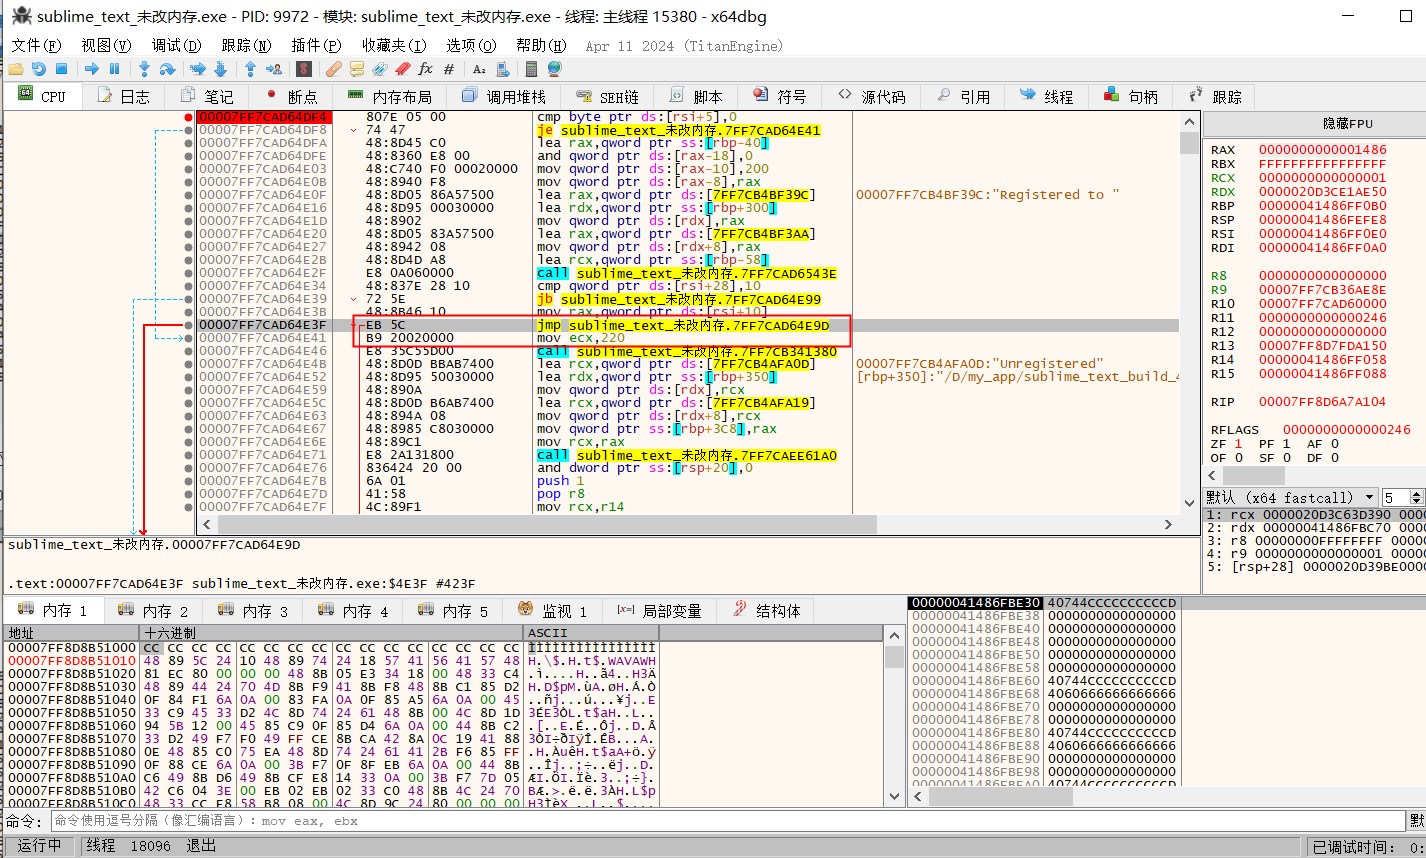 sublime_text_未改内存.exe - PID: 9972 - 模块: sublime_text_未改内存.exe - 线程: 主线程 15380 - x64dbg
文件(F) 视图(V) 调试(D) 跟踪(N) 插件(P) 收藏夹(I) 选项(O) 帮助(H) Apr 11 2024 (TitanEngine)
CPU 日志 笔记 断点 内存布局 调用堆栈 SEH链 脚本 符号 源代码 引用 线程 句柄 跟踪
00007FF7CAD64DF4 807E 05 00 cmp byte ptr ds:[rsi+5],0
00007FF7CAD64DF8 74 47 je sublime_text_未改内存.7FF7CAD64E41
00007FF7CAD64DFA 48:8D45 C0 lea rax,qword ptr ss:[rbp-40]
00007FF7CAD64DFE 48:8360 E8 00 and qword ptr ds:[rax-18],0
00007FF7CAD64E03 48:C740 F0 00020000 mov qword ptr ds:[rax-10],200
00007FF7CAD64E0B 48:8940 F8 mov qword ptr ds:[rax-8],rax
00007FF7CAD64E0F 48:8D05 86A57500 lea rax,qword ptr ds:[7FF7CB4BF39C] 00007FF7CB4BF39C:"Registered to "
00007FF7CAD64E16 48:8D95 00030000 lea rdx,qword ptr ss:[rbp+300]
00007FF7CAD64E1D 48:8902 mov qword ptr ds:[rdx],rax
00007FF7CAD64E20 48:8D05 83A57500 lea rax,qword ptr ds:[7FF7CB4BF3AA]
00007FF7CAD64E27 48:8942 08 mov qword ptr ds:[rdx+8],rax
00007FF7CAD64E2B 48:8D4D A8 lea rcx,qword ptr ss:[rbp-58]
00007FF7CAD64E2F E8 0A060000 call sublime_text_未改内存.7FF7CAD6543E
00007FF7CAD64E34 48:837E 28 10 cmp qword ptr ds:[rsi+28],10
00007FF7CAD64E39 72 5E jb sublime_text_未改内存.7FF7CAD64E99
00007FF7CAD64E3B 48:8B46 10 mov rax,qword ptr ds:[rsi+10]
00007FF7CAD64E3F EB 5C jmp sublime_text_未改内存.7FF7CAD64E9D
00007FF7CAD64E41 B9 20020000 mov ecx,220
00007FF7CAD64E46 E8 35C55D00 call sublime_text_未改内存.7FF7CB341380
00007FF7CAD64E4B 48:8D0D BBAB7400 lea rcx,qword ptr ds:[7FF7CB4AFA0D] 00007FF7CB4AFA0D:"Unregistered"
00007FF7CAD64E52 48:8D95 50030000 lea rdx,qword ptr ss:[rbp+350] [rbp+350]:"/D/my_app/sublime_text_build_4
00007FF7CAD64E59 48:890A mov qword ptr ds:[rdx],rcx
00007FF7CAD64E5C 48:8D0D B6AB7400 lea rcx,qword ptr ds:[7FF7CB4AFA19]
00007FF7CAD64E63 48:894A 08 mov qword ptr ds:[rdx+8],rcx
00007FF7CAD64E67 48:8985 C8030000 mov qword ptr ss:[rbp+3C8],rax
00007FF7CAD64E6E 48:89C1 mov rcx,rax
00007FF7CAD64E71 E8 2A131800 call sublime_text_未改内存.7FF7CAEE61A0
00007FF7CAD64E76 836424 20 00 and dword ptr ss:[rsp+20],0
00007FF7CAD64E7B 6A 01 push 1
00007FF7CAD64E7D 41:58 pop r8
00007FF7CAD64E7F 4C:89F1 mov rcx,r14
隐藏FPU
RAX 0000000000001486
RBX FFFFFFFFFFFFFFFF
RCX 0000000000000001
RDX 0000020D3CE1AE50
RBP 00000041486FF0B0
RSP 00000041486FEFE8
RSI 00000041486FF0E0
RDI 00000041486FF0A0
R8 0000000000000000
R9 00007FF7CB36AE8E
R10 00007FF7CAD60000
R11 0000000000000246
R12 0000000000000000
R13 00007FF8D7FDA150
R14 00000041486FF058
R15 00000041486FF088
RIP 00007FF8D6A7A104
RFLAGS 0000000000000246
ZF 1 PF 1 AF 0
OF 0 SF 0 DF 0
默认 (x64 fastcall) 5
1: rcx 0000020D3C63D390 0000
2: rdx 00000041486FBC70 0000
3: r8 00000000FFFFFFFF 0000
4: r9 0000000000000001 0000
5: [rsp+28] 0000020D39BE0000
sublime_text_未改内存.00007FF7CAD64E9D
.text:00007FF7CAD64E3F sublime_text_未改内存.exe:$4E3F #423F
内存 1 内存 2 内存 3 内存 4 内存 5 监视 1 局部变量 结构体
地址 十六进制 ASCII
00007FF8D8B51000 CC CC CC CC CC CC CC CC CC CC CC CC CC CC CC CC ÌÌÌÌÌÌÌÌÌÌÌÌÌÌÌÌ
00007FF8D8B51010 48 89 5C 24 10 48 89 74 24 18 57 41 56 41 57 48 H.\$.H.t$.WAVAWH
00007FF8D8B51020 81 EC 80 00 00 00 48 8B 05 E3 34 18 00 48 33 C4 .ì....H..ã4..H3Ä
00007FF8D8B51030 48 89 44 24 70 4D 8B F9 41 8B F8 48 8B C1 85 D2 H.D$pM.ùA.øH.Á.Ò
00007FF8D8B51040 0F 84 F1 6A 0A 00 83 FA 0A 0F 85 A5 6A 0A 00 45 ..ñj...ú...¥j..E
00007FF8D8B51050 33 C9 45 33 D2 4C 8D 74 24 61 48 8B 00 4C 8D 1D 3ÉE3ÒL.t$aH..L..
00007FF8D8B51060 94 5B 12 00 45 85 C9 0F 85 D4 6A 0A 00 44 8B C2 .[..E.É..Ôj..D.Â
00007FF8D8B51070 33 D2 49 F7 F0 49 FF CE 8B CA 42 8A 0C 19 41 88 3ÒI÷ðIÿÎ.ÊB...A.
00007FF8D8B51080 0E 48 85 C0 75 EA 48 8D 74 24 61 41 2B F6 85 FF .H.ÀuêH.t$aA+ö.ÿ
00007FF8D8B51090 0F 88 CE 6A 0A 00 3B F7 0F 8F EB 6A 0A 00 44 8B ..Îj..;÷..ëj..D.
00007FF8D8B510A0 C6 49 8B D6 49 8B CF E8 14 33 0A 00 3B F7 7D 05 ÆI.ÖI.Ïè.3..;÷}.
00007FF8D8B510B0 42 C6 04 3E 00 EB 02 EB 02 33 C0 48 8B 4C 24 70 BÆ.>.ë.ë.3ÀH.L$p
00007FF8D8B510C0 48 33 CC E8 58 B8 08 00 4C 8D 9C 24 80 00 00 00 H3ÌèX¸..L..$....
00000041486FBE30 40744CCCCCCCCCCD
00000041486FBE38 0000000000000000
00000041486FBE40 0000000000000000
00000041486FBE48 0000000000000000
00000041486FBE50 0000000000000000
00000041486FBE58 0000000000000000
00000041486FBE60 40744CCCCCCCCCCD
00000041486FBE68 4060666666666666
00000041486FBE70 0000000000000000
00000041486FBE78 0000000000000000
00000041486FBE80 40744CCCCCCCCCCD
00000041486FBE88 4060666666666666
00000041486FBE90 0000000000000000
00000041486FBE98 0000000000000000
00000041486FBEA0 40744CCCCCCCCCCD
命令: 命令使用逗号分隔（像汇编语言）: mov eax, ebx 默
运行中 线程 18096 退出 已调试时间: 0: